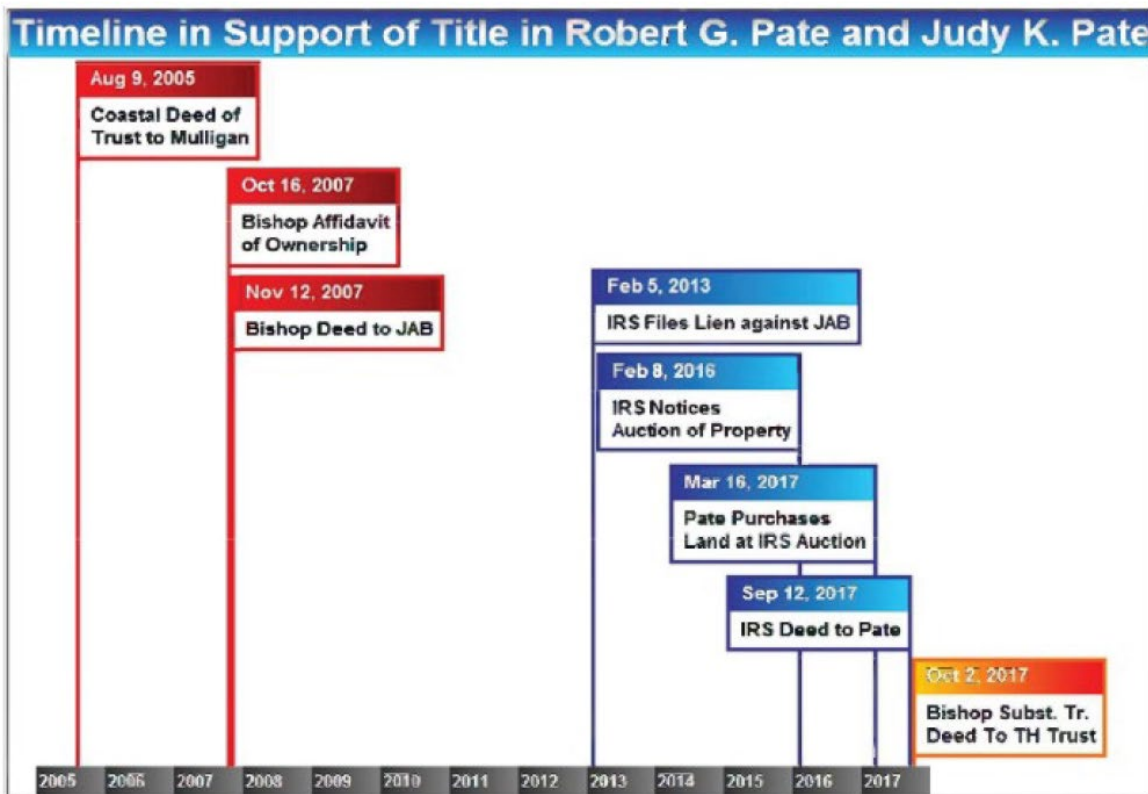 Timeline in Support of Title in Robert G. Pate and Judy K. Pate
Aug 9, 2005
Coastal Deed of
Trust to Mulligan
Oct 16, 2007
Bishop Affidavit
of Ownership
Nov 12, 2007
Bishop Deed to JAB
Feb 5, 2013
IRS Files Lien against JAB
Feb 8, 2016
IRS Notices
Auction of Property
Mar 16, 2017
Pate Purchases
Land at IRS Auction
Sep 12, 2017
IRS Deed to Pate
Oct 2, 2017
Bishop Subst. Tr.
Deed To TH Trust
2005 2006 2007 2008 2009 2010 2011 2012 2013 2014 2015 2016 2017